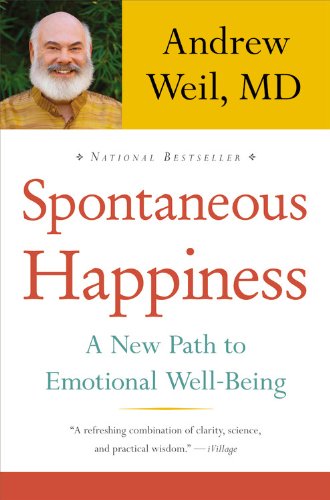 Andrew
Weil, MD
NATIONAL BESTSELLER
Spontaneous
Happiness
A New Path to
Emotional Well-Being
“A refreshing combination of clarity, science,
and practical wisdom.” — iVillage